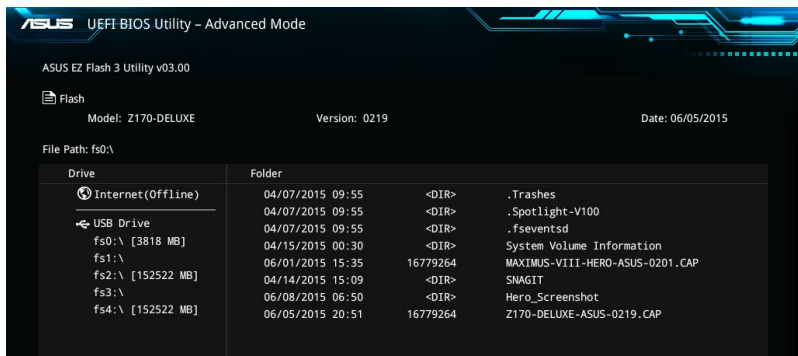 ASUS UEFI BIOS Utility – Advanced Mode
ASUS EZ Flash 3 Utility v03.00
Flash
Model: Z170-DELUXE Version: 0219 Date: 06/05/2015
File Path: fs0:\
Drive Folder
Internet(Offline) 04/07/2015 09:55 <DIR> .Trashes
04/07/2015 09:55 <DIR> .Spotlight-V100
USB Drive 04/07/2015 09:55 <DIR> .fseventsd
fs0:\ [3818 MB] 04/15/2015 00:30 <DIR> System Volume Information
fs1:\ 06/01/2015 15:35 16779264 MAXIMUS-VIII-HERO-ASUS-0201.CAP
fs2:\ [152522 MB] 04/14/2015 15:09 <DIR> SNAGIT
fs3:\ 06/08/2015 06:50 <DIR> Hero_Screenshot
fs4:\ [152522 MB] 06/05/2015 20:51 16779264 Z170-DELUXE-ASUS-0219.CAP